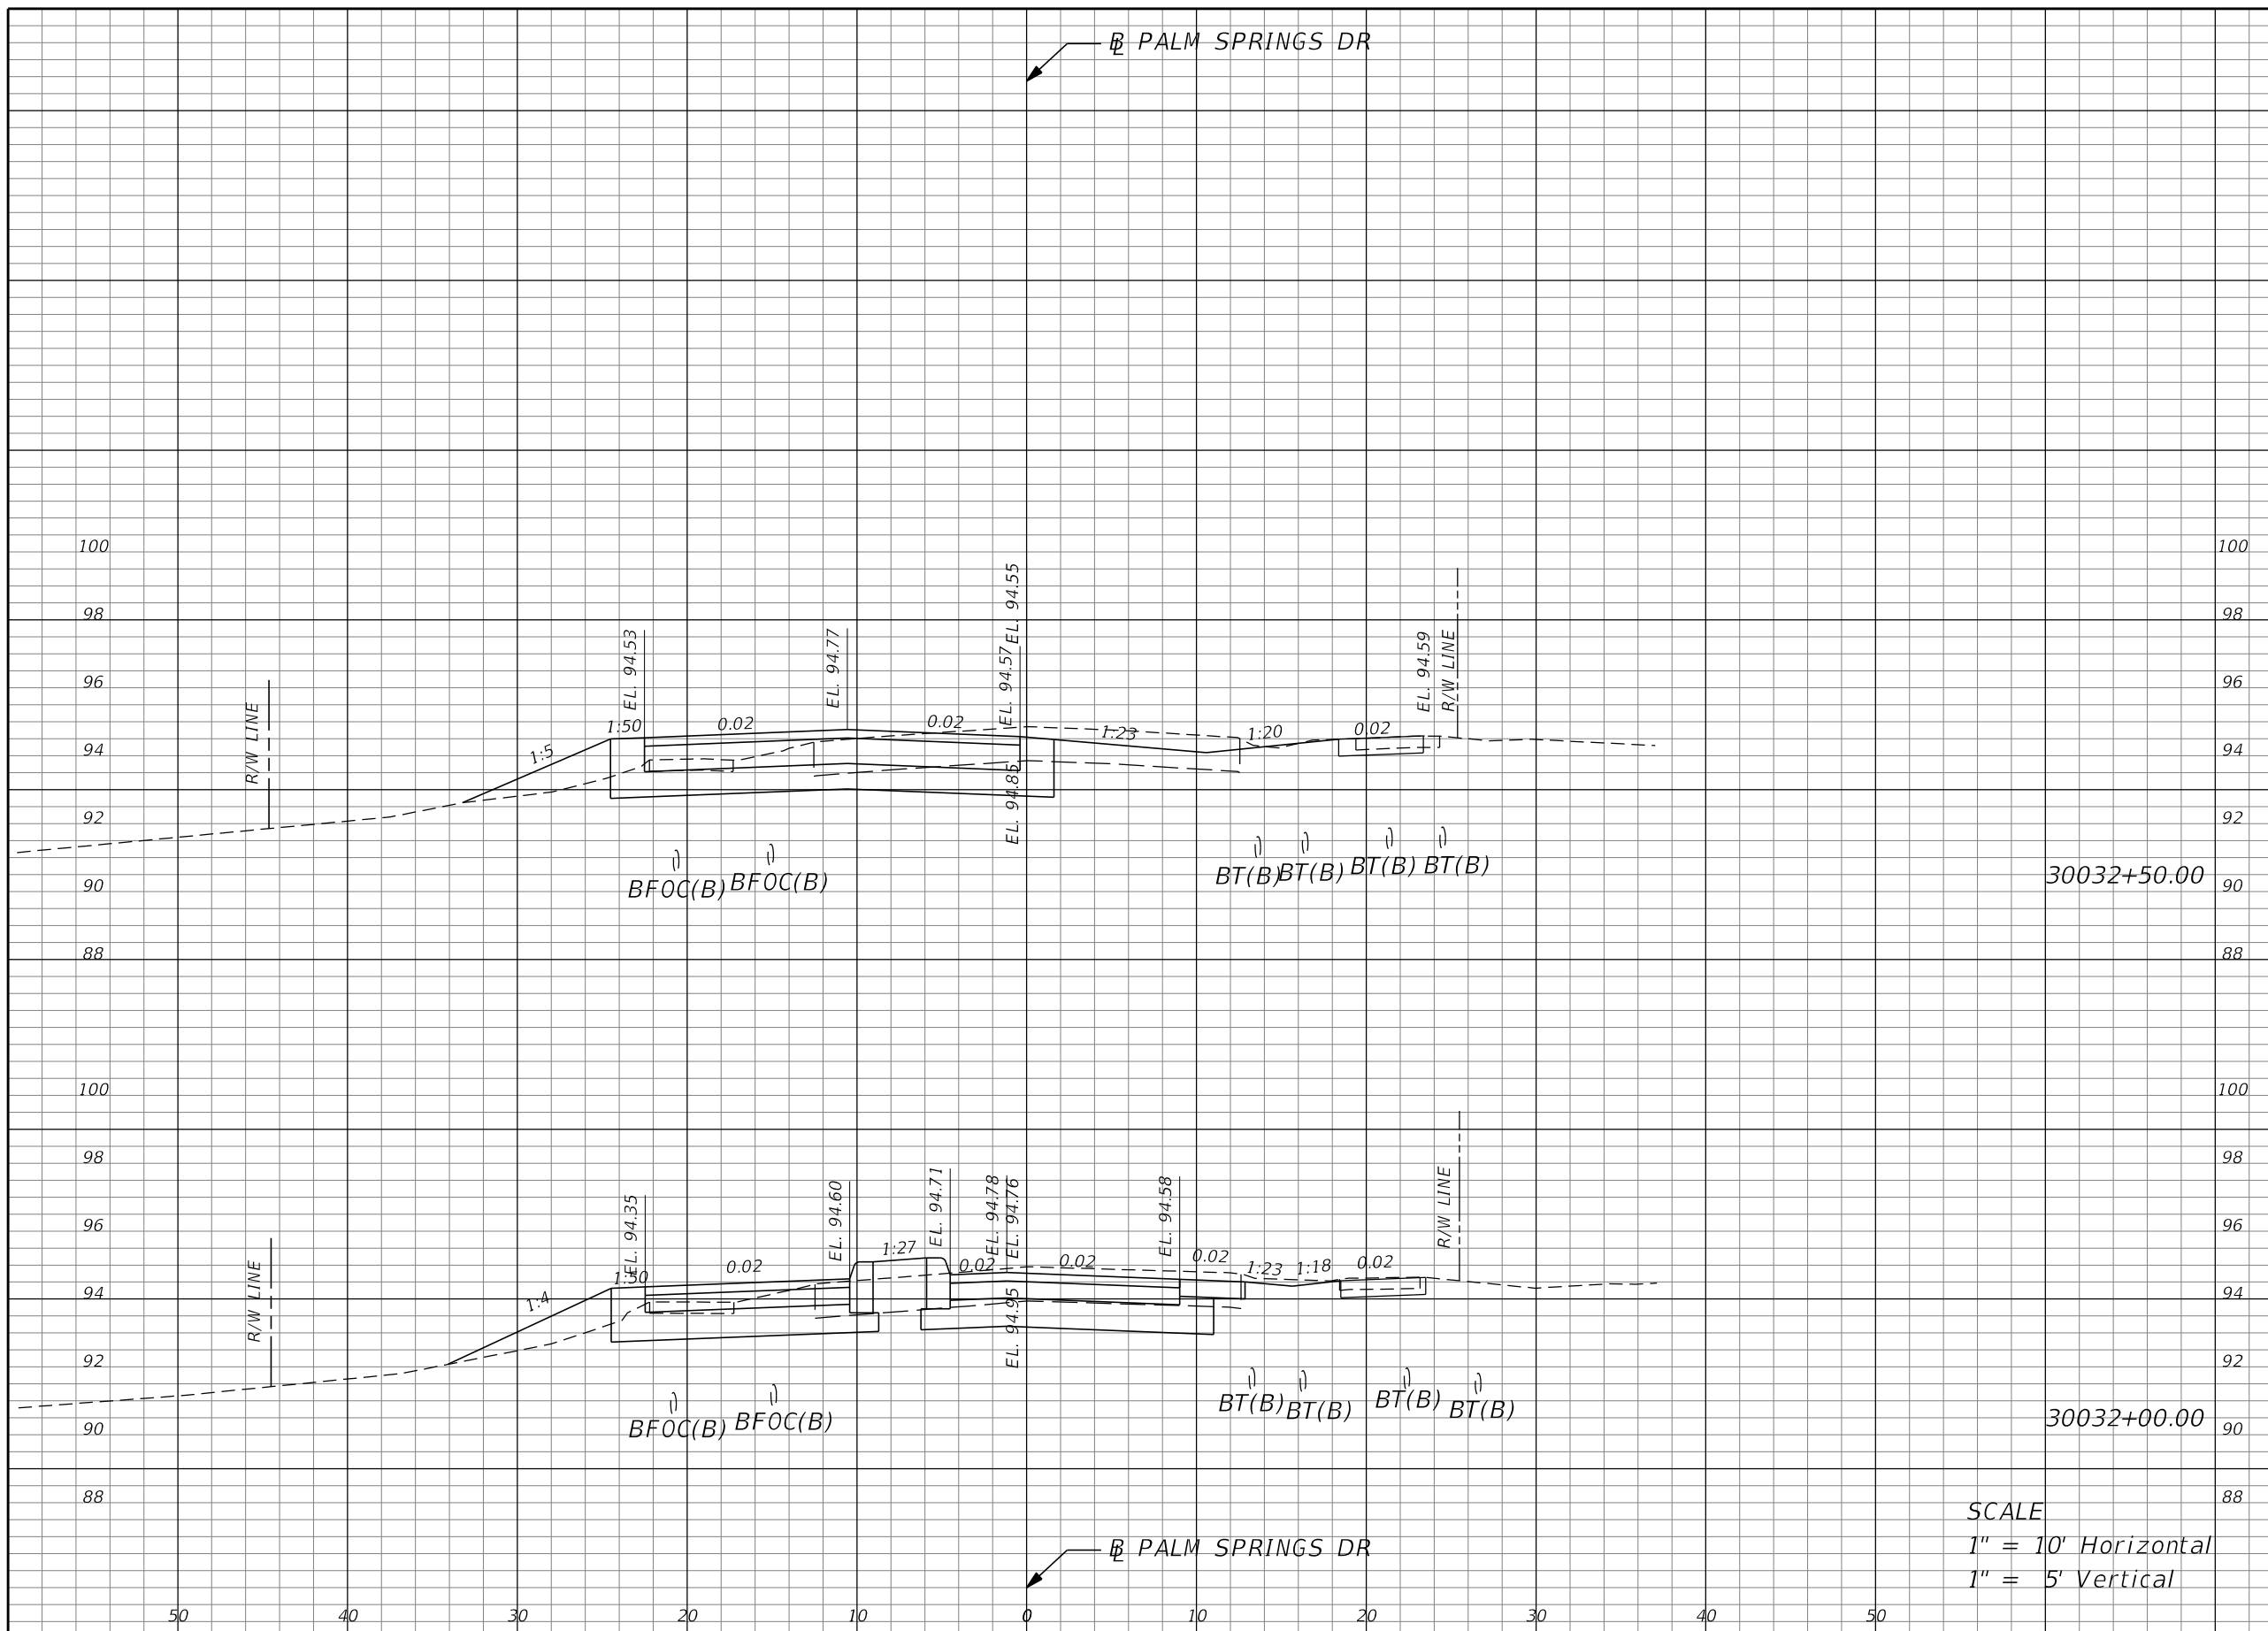 BL PALM SPRINGS DR
100 100
EL. 94.55
98 98
EL. 94.53
EL. 94.77
EL. 94.57
EL. 94.59
R/W LINE
96 96
R/W LINE
1:50 0.02 0.02 1:23 1:20 0.02
94 94
1:5
EL. 94.85
92 92
BFOC(B) BFOC(B) BT(B) BT(B) BT(B) BT(B)
30032+50.00
90 90
88 88
100 100
98 98
EL. 94.35
EL. 94.60
EL. 94.71
EL. 94.78
EL. 94.76
EL. 94.58
R/W LINE
96 96
R/W LINE
1:50 0.02 1:27 0.02 0.02 0.02 1:23 1:18 0.02
94 94
1:4
EL. 94.95
92 92
BFOC(B) BFOC(B) BT(B) BT(B) BT(B) BT(B)
30032+00.00
90 90
88 88
SCALE
1" = 10' Horizontal
1" = 5' Vertical
BL PALM SPRINGS DR
50 40 30 20 10 0 10 20 30 40 50